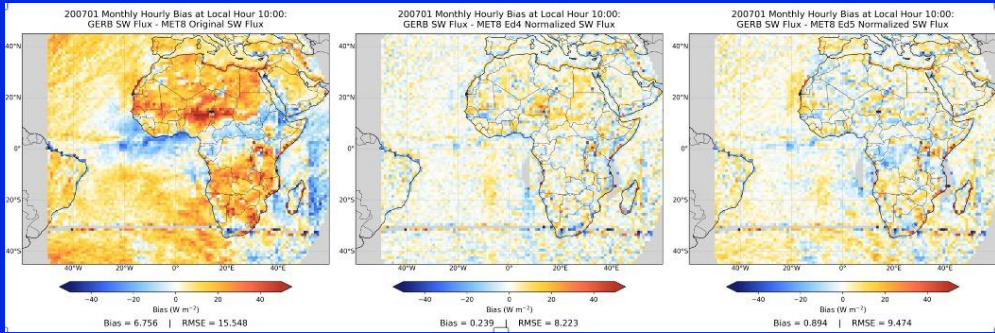 200701 Monthly Hourly Bias at Local Hour 10:00:
GERB SW Flux - MET8 Original SW Flux
40°N
20°N
0°
20°S
40°S
40°W 20°W 0° 20°E 40°E
−40 −20 0 20 40
Bias (W m⁻²)
Bias = 6.756 | RMSE = 15.548
200701 Monthly Hourly Bias at Local Hour 10:00:
GERB SW Flux - MET8 Ed4 Normalized SW Flux
40°N
20°N
0°
20°S
40°S
40°W 20°W 0° 20°E 40°E
−40 −20 0 20 40
Bias (W m⁻²)
Bias = 0.239 | RMSE = 8.223
200701 Monthly Hourly Bias at Local Hour 10:00:
GERB SW Flux - MET8 Ed5 Normalized SW Flux
40°N
20°N
0°
20°S
40°S
40°W 20°W 0° 20°E 40°E
−40 −20 0 20 40
Bias (W m⁻²)
Bias = 0.894 | RMSE = 9.474